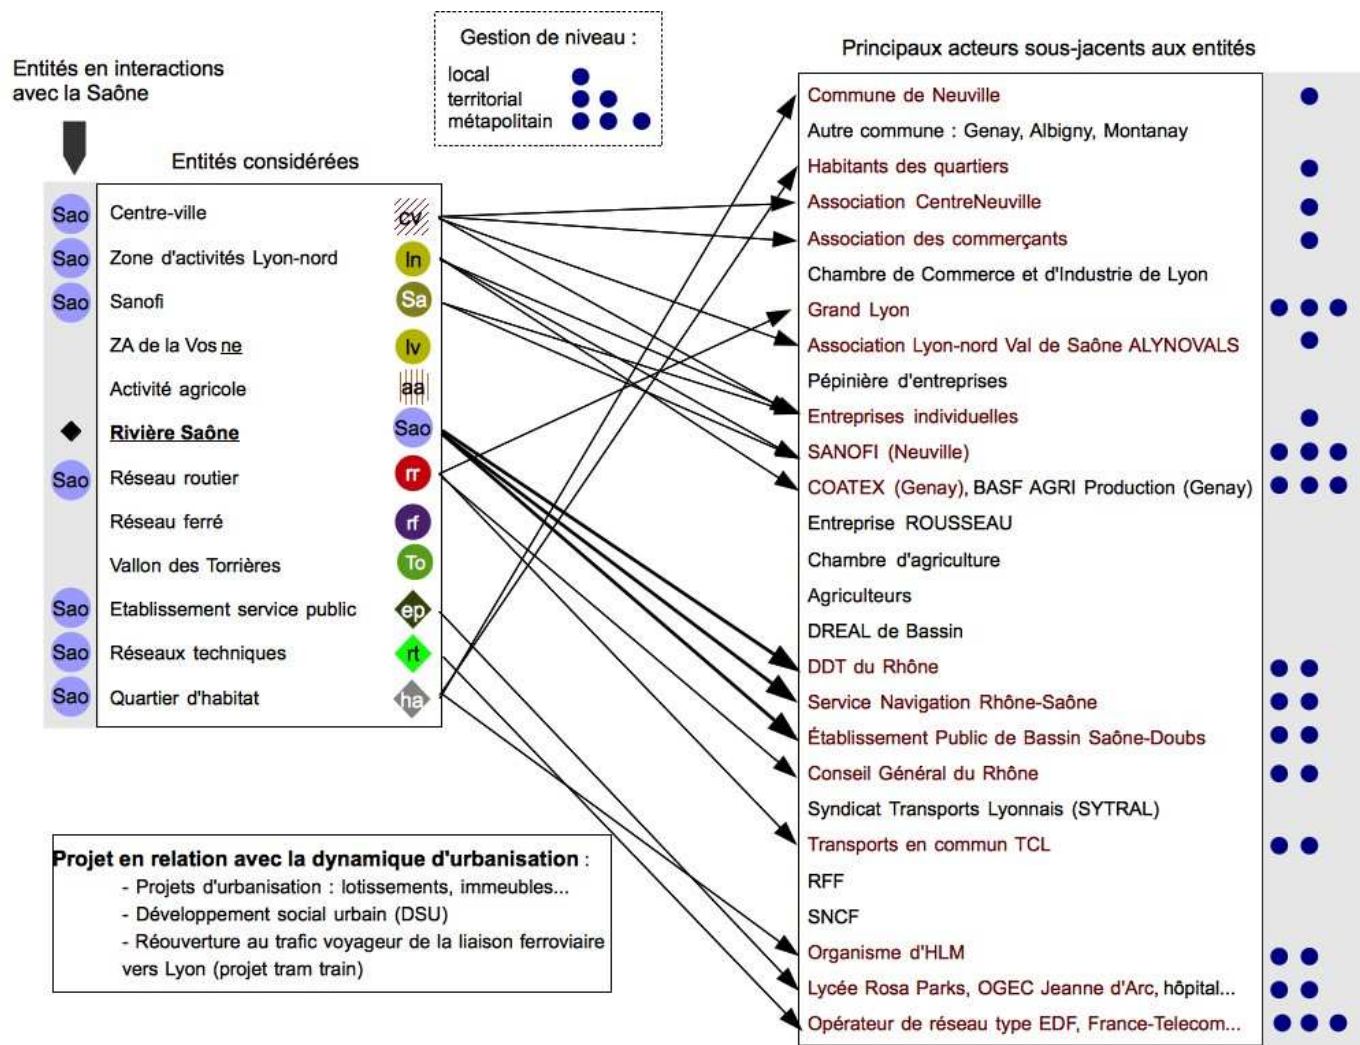 Gestion de niveau :
local
territorial
métapolitain
Principaux acteurs sous-jacents aux entités
Entités en interactions
avec la Saône
Entités considérées
Sao Centre-ville cv
Sao Zone d'activités Lyon-nord ln
Sao Sanofi Sa
ZA de la Vos ne lv
Activité agricole aa
Rivière Saône Sao
Sao Réseau routier rr
Réseau ferré rf
Vallon des Torrières To
Sao Etablissement service public ep
Sao Réseaux techniques rt
Sao Quartier d'habitat ha
Commune de Neuville
Autre commune : Genay, Albigny, Montanay
Habitants des quartiers
Association CentreNeuville
Association des commerçants
Chambre de Commerce et d'Industrie de Lyon
Grand Lyon
Association Lyon-nord Val de Saône ALYNOVALS
Pépinière d'entreprises
Entreprises individuelles
SANOFI (Neuville)
COATEX (Genay), BASF AGRI Production (Genay)
Entreprise ROUSSEAU
Chambre d'agriculture
Agriculteurs
DREAL de Bassin
DDT du Rhône
Service Navigation Rhône-Saône
Établissement Public de Bassin Saône-Doubs
Conseil Général du Rhône
Syndicat Transports Lyonnais (SYTRAL)
Transports en commun TCL
RFF
SNCF
Organisme d'HLM
Lycée Rosa Parks, OGEC Jeanne d'Arc, hôpital...
Opérateur de réseau type EDF, France-Telecom...
Projet en relation avec la dynamique d'urbanisation :
- Projets d'urbanisation : lotissements, immeubles...
- Développement social urbain (DSU)
- Réouverture au trafic voyageur de la liaison ferroviaire
vers Lyon (projet tram train)